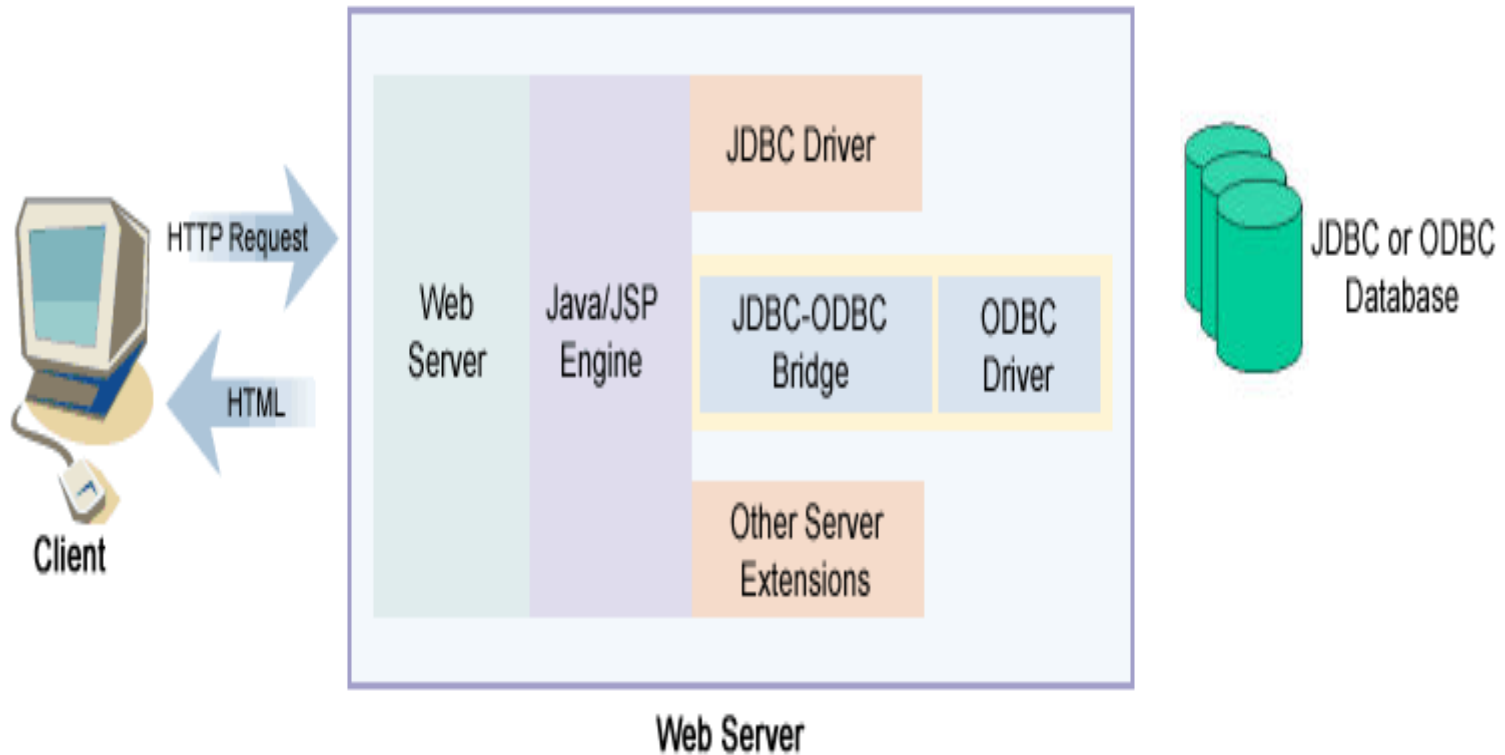 HTTP Request
HTML
Client
Web
Server
Java/JSP
Engine
JDBC Driver
JDBC-ODBC
Bridge
ODBC
Driver
Other Server
Extensions
JDBC or ODBC
Database
Web Server